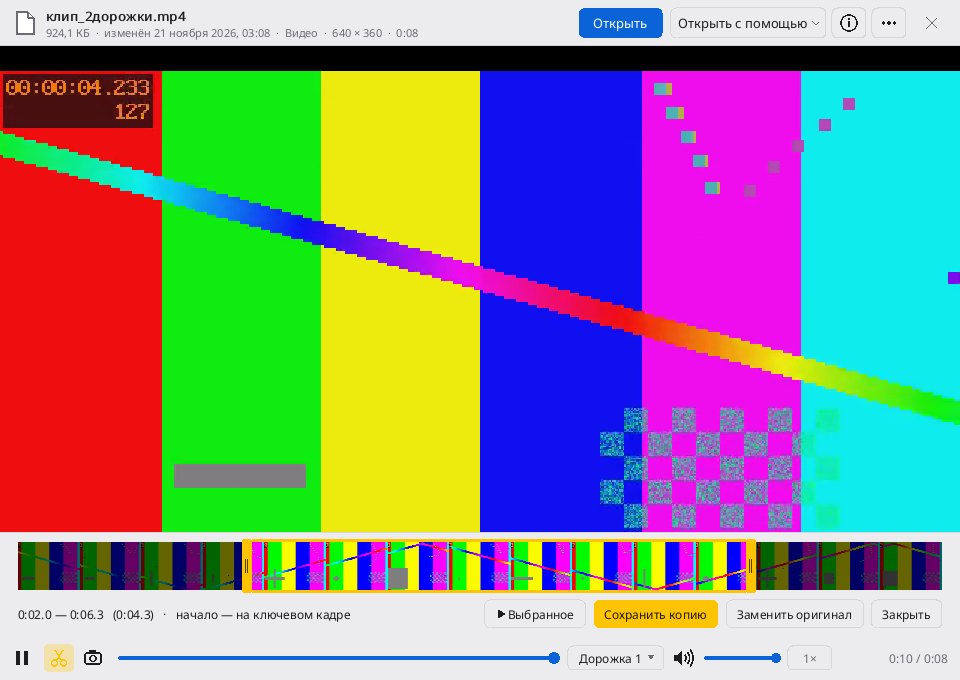 клип_2дорожки.mp4
924,1 КБ · изменён 21 ноября 2026, 03:08 · Видео · 640 × 360 · 0:08
Открыть
Открыть с помощью
00:00:04.233
127
0:02.0 — 0:06.3 (0:04.3) · начало — на ключевом кадре
Выбранное
Сохранить копию
Заменить оригинал
Закрыть
Дорожка 1
1×
0:10 / 0:08